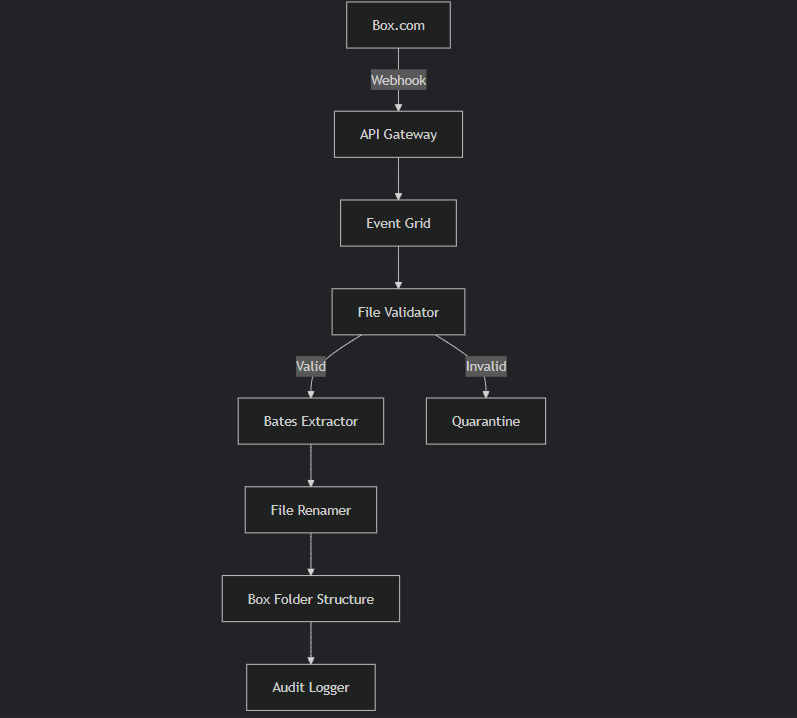 Box.com
Webhook
API Gateway
Event Grid
File Validator
Valid
Invalid
Bates Extractor
Quarantine
File Renamer
Box Folder Structure
Audit Logger